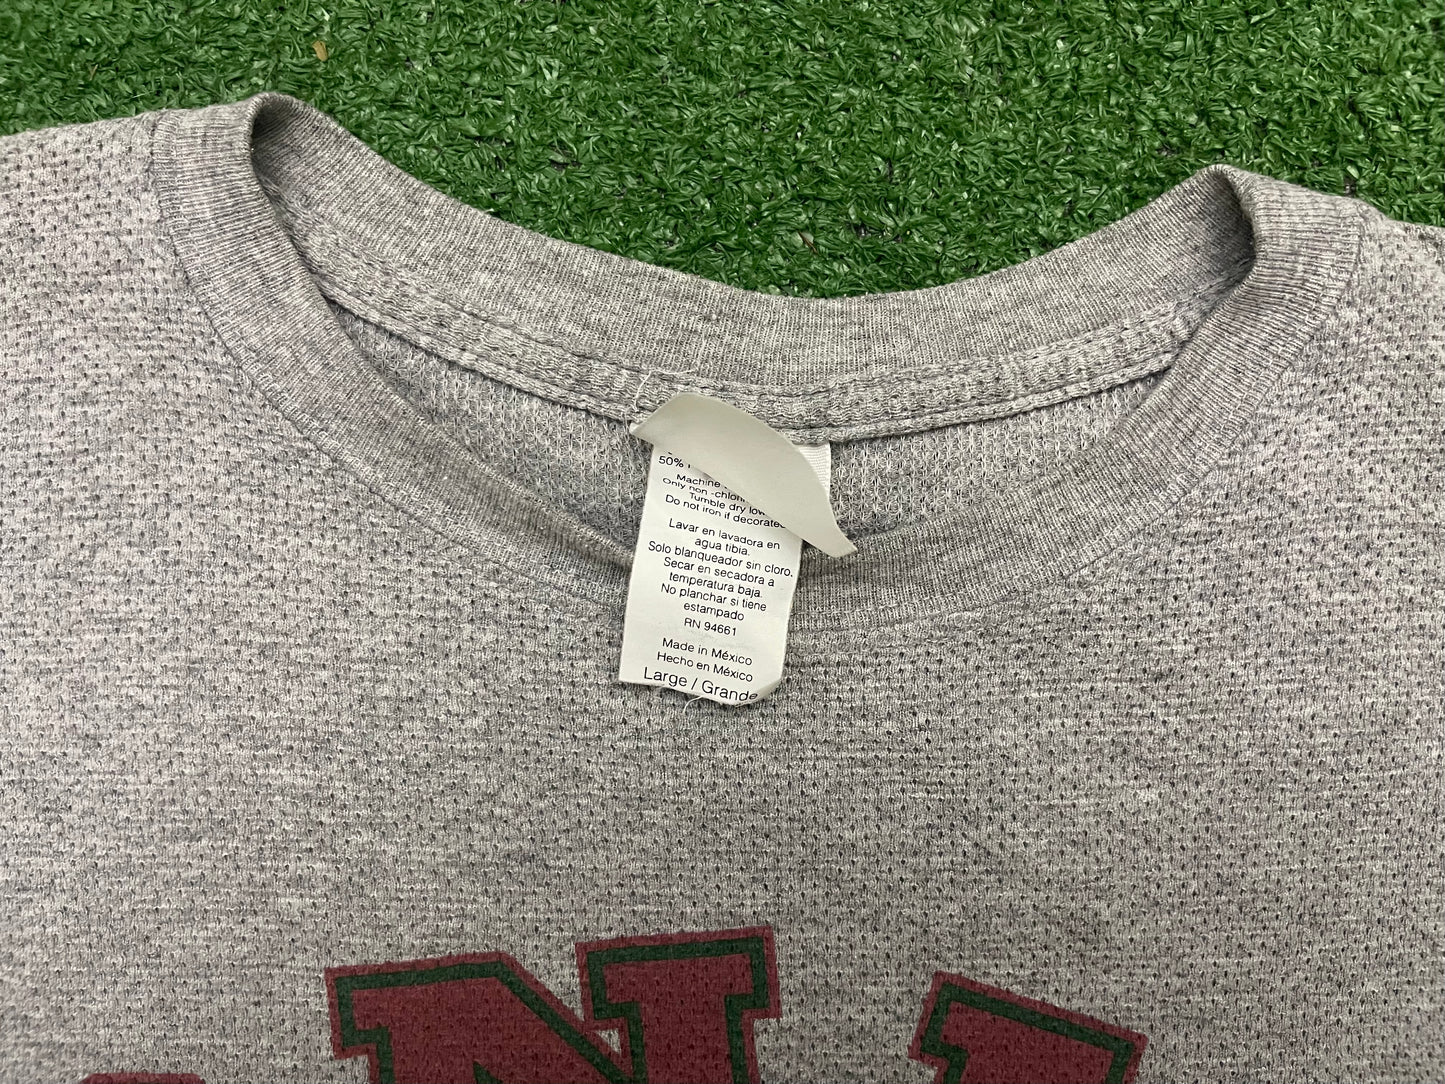 50%
Machine
Only non -chlori
Tumble dry low
Do not iron if decorated
Lavar en lavadora en
agua tibia.
Solo blanqueador sin cloro.
Secar en secadora a
temperatura baja.
No planchar si tiene
estampado
RN 94661
Made in México
Hecho en México
Large / Grande
N